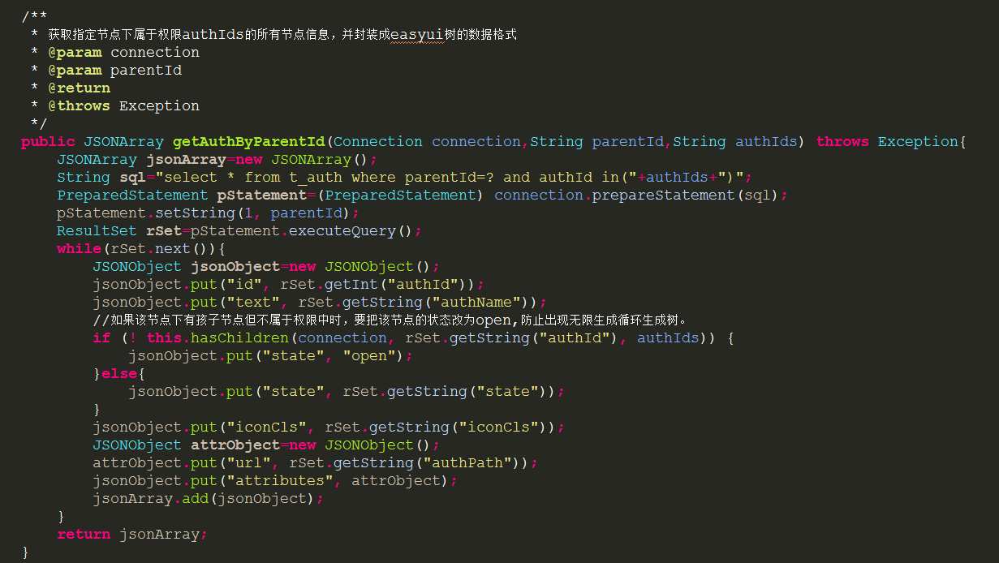 /**
 * 获取指定节点下属于权限authIds的所有节点信息，并封装成easyui树的数据格式
 * @param connection
 * @param parentId
 * @return
 * @throws Exception
 */
public JSONArray getAuthByParentId(Connection connection,String parentId,String authIds) throws Exception{
    JSONArray jsonArray=new JSONArray();
    String sql="select * from t_auth where parentId=? and authId in("+authIds+")";
    PreparedStatement pStatement=(PreparedStatement) connection.prepareStatement(sql);
    pStatement.setString(1, parentId);
    ResultSet rSet=pStatement.executeQuery();
    while(rSet.next()){
        JSONObject jsonObject=new JSONObject();
        jsonObject.put("id", rSet.getInt("authId"));
        jsonObject.put("text", rSet.getString("authName"));
        //如果该节点下有孩子节点但不属于权限中时，要把该节点的状态改为open,防止出现无限生成循环生成树。
        if (! this.hasChildren(connection, rSet.getString("authId"), authIds)) {
            jsonObject.put("state", "open");
        }else{
            jsonObject.put("state", rSet.getString("state"));
        }
        jsonObject.put("iconCls", rSet.getString("iconCls"));
        JSONObject attrObject=new JSONObject();
        attrObject.put("url", rSet.getString("authPath"));
        jsonObject.put("attributes", attrObject);
        jsonArray.add(jsonObject);
    }
    return jsonArray;
}